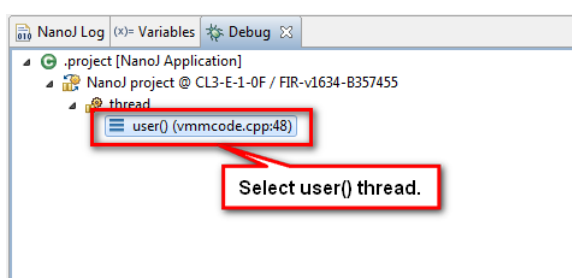 NanoJ Log (x)= Variables Debug
.project [NanoJ Application]
NanoJ project @ CL3-E-1-0F / FIR-v1634-B357455
thread
user() (vmmcode.cpp:48)
Select user() thread.